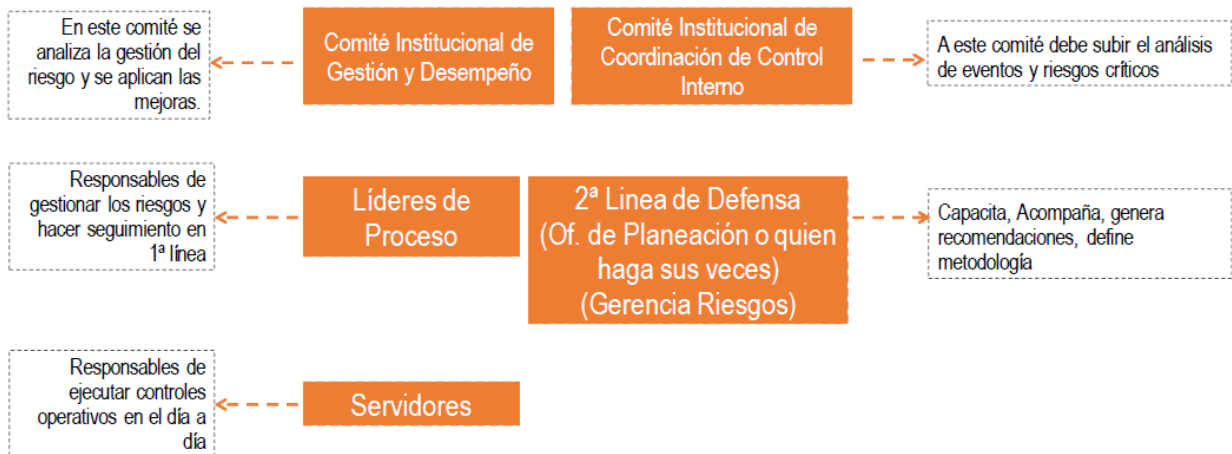 En este comité se
analiza la gestión del
riesgo y se aplican las
mejoras.
Comité Institucional de
Gestión y Desempeño
Comité Institucional de
Coordinación de Control
Interno
A este comité debe subir el análisis
de eventos y riesgos críticos
Responsables de
gestionar los riesgos y
hacer seguimiento en
1ª línea
Líderes de
Proceso
2ª Linea de Defensa
(Of. de Planeación o quien
haga sus veces)
(Gerencia Riesgos)
Capacita, Acompaña, genera
recomendaciones, define
metodología
Responsables de
ejecutar controles
operativos en el día a
día
Servidores